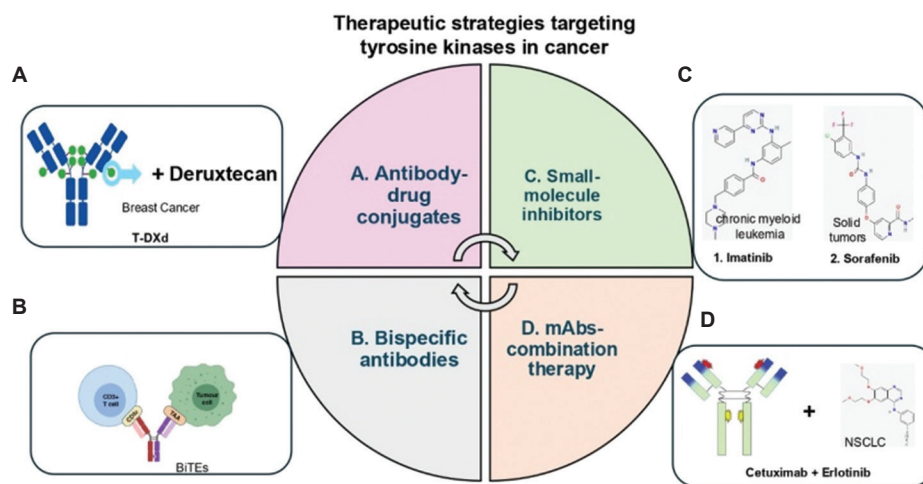 Therapeutic strategies targeting
tyrosine kinases in cancer
A
+ Deruxtecan
Breast Cancer
T-DXd
A. Antibody-
drug
conjugates
C. Small-
molecule
inhibitors
C
chronic myeloid
leukemia
1. Imatinib
Solid
tumors
2. Sorafenib
B
CD3+
T cell
Tumour
cell
CD3ε
TAA
BiTEs
B. Bispecific
antibodies
D. mAbs-
combination
therapy
D
+
NSCLC
Cetuximab + Erlotinib